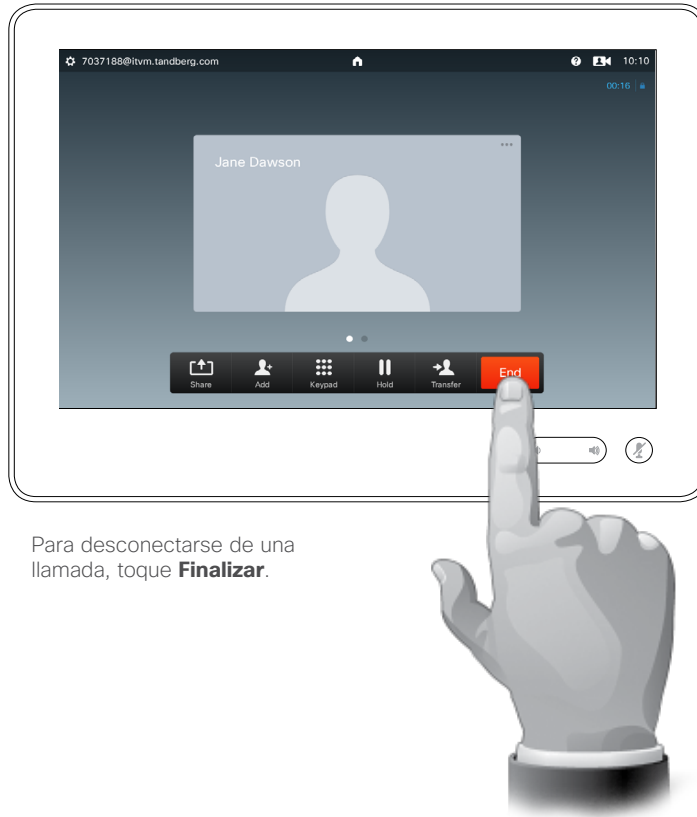 7037188@itvm.tandberg.com ? 10:10
00:16
Jane Dawson
Share Add Keypad Hold Transfer End
Para desconectarse de una
llamada, toque Finalizar.